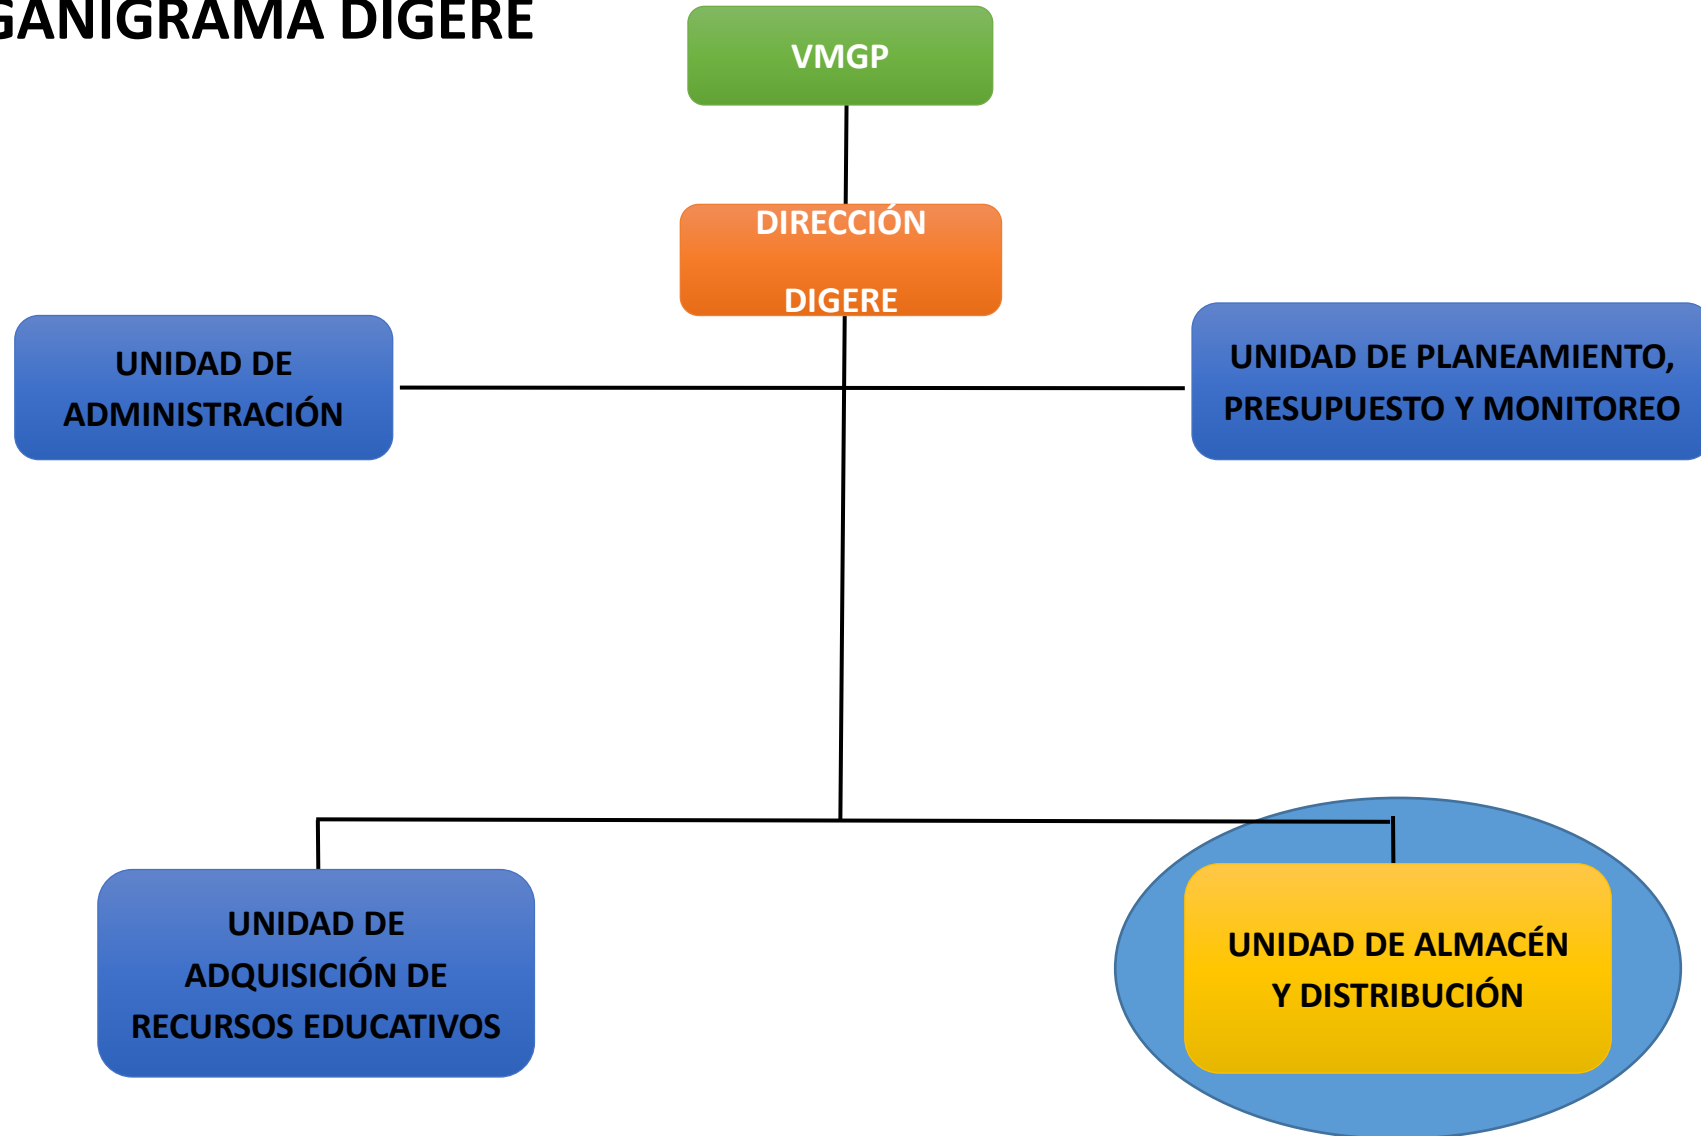 GANIGRAMA DIGERE
VMGP
DIRECCIÓN
DIGERE
UNIDAD DE
ADMINISTRACIÓN
UNIDAD DE PLANEAMIENTO,
PRESUPUESTO Y MONITOREO
UNIDAD DE
ADQUISICIÓN DE
RECURSOS EDUCATIVOS
UNIDAD DE ALMACÉN
Y DISTRIBUCIÓN